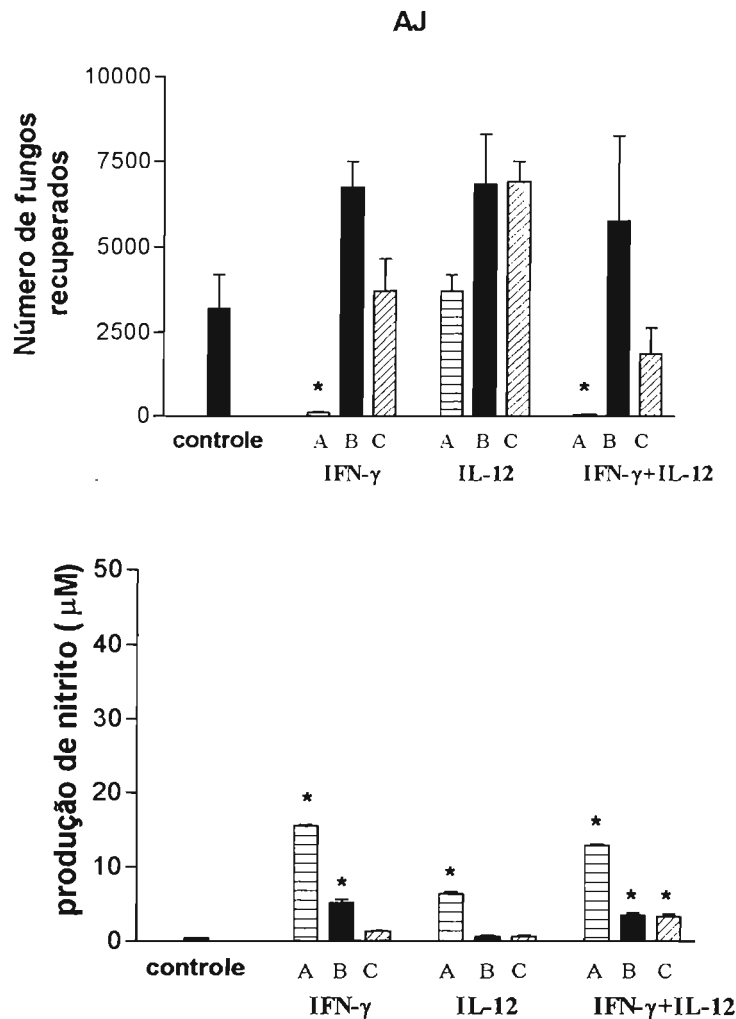 AJ
Número de fungos
recuperados
10000
7500
5000
2500
0
* *
controle A B C A B C A B C
IFN-γ IL-12 IFN-γ+IL-12
produção de nitrito ( μM)
50
40
30
20
10
0
* * * * * *
controle A B C A B C A B C
IFN-γ IL-12 IFN-γ+IL-12